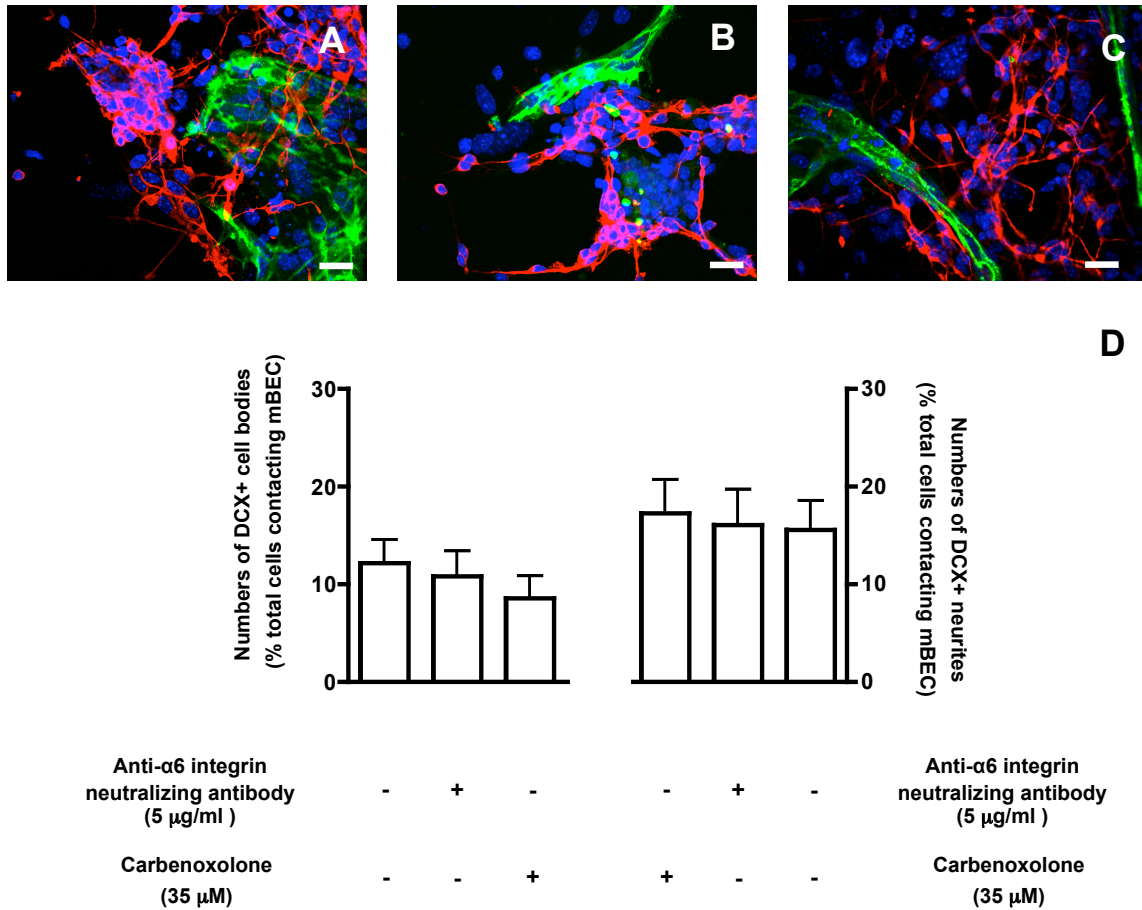 A
B
C
D
Numbers of DCX+ cell bodies
(% total cells contacting mBEC)
30
20
10
0
30
20
10
0
Numbers of DCX+ neurites
(% total cells contacting mBEC)
Anti-α6 integrin
neutralizing antibody
(5 μg/ml )
- + - - + -
Anti-α6 integrin
neutralizing antibody
(5 μg/ml )
Carbenoxolone
(35 μM)
- - + + - -
Carbenoxolone
(35 μM)